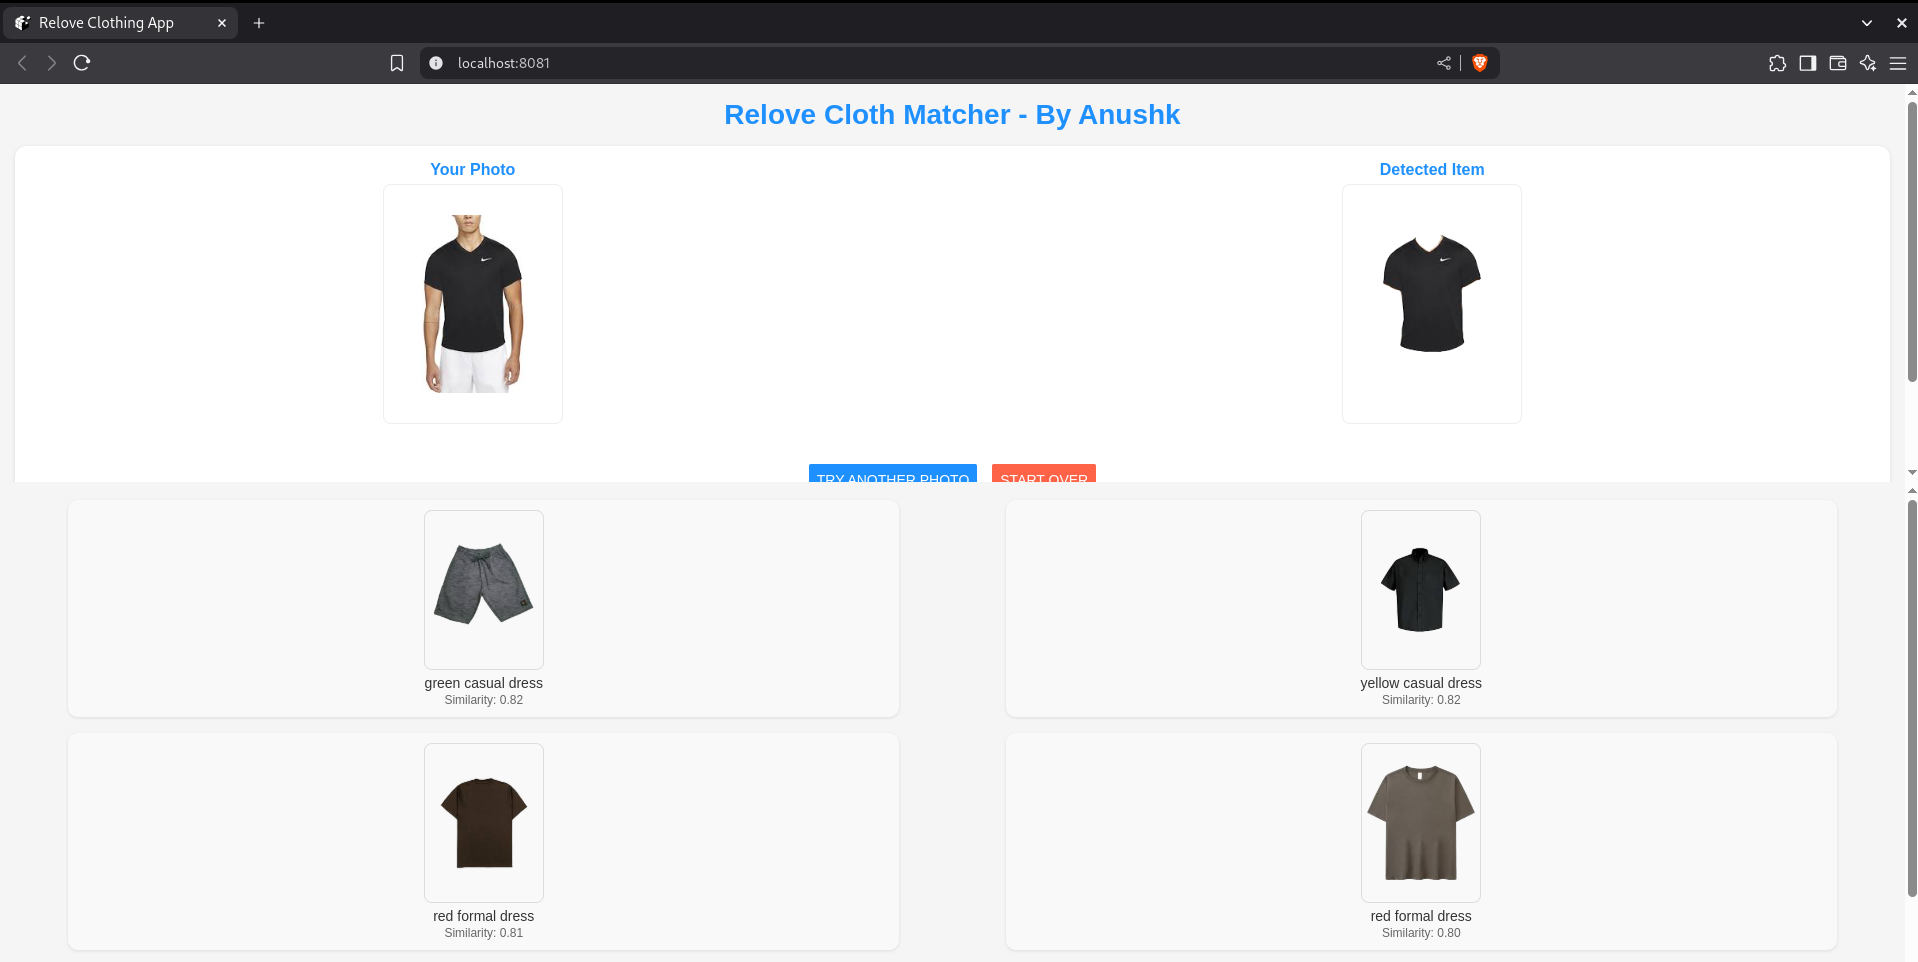 Relove Clothing App
localhost:8081
Relove Cloth Matcher - By Anushk
Your Photo
Detected Item
TRY ANOTHER PHOTO
START OVER
green casual dress
Similarity: 0.82
yellow casual dress
Similarity: 0.82
red formal dress
Similarity: 0.81
red formal dress
Similarity: 0.80